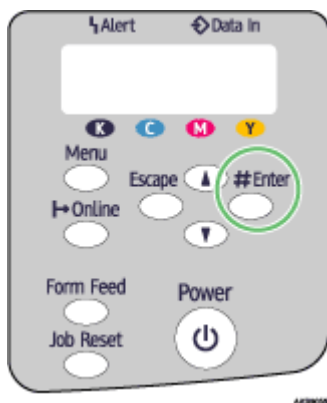 Alert Data In
K C M Y
Menu
Escape #Enter
Online
Form Feed Power
Job Reset